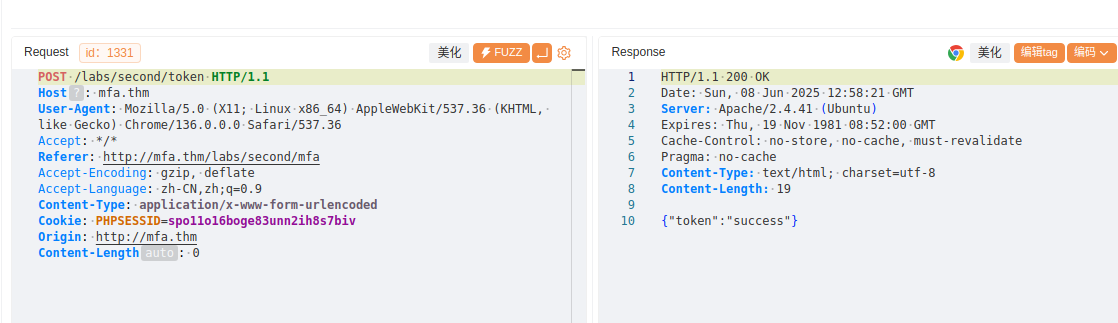 Request id: 1331 美化 FUZZ
POST /labs/second/token HTTP/1.1
Host ? : mfa.thm
User-Agent: Mozilla/5.0 (X11; Linux x86_64) AppleWebKit/537.36 (KHTML,
like Gecko) Chrome/136.0.0.0 Safari/537.36
Accept: */*
Referer: http://mfa.thm/labs/second/mfa
Accept-Encoding: gzip, deflate
Accept-Language: zh-CN,zh;q=0.9
Content-Type: application/x-www-form-urlencoded
Cookie: PHPSESSID=spo11o16boge83unn2ih8s7biv
Origin: http://mfa.thm
Content-Length auto : 0
Response 美化 编辑tag 编码
1 HTTP/1.1 200 OK
2 Date: Sun, 08 Jun 2025 12:58:21 GMT
3 Server: Apache/2.4.41 (Ubuntu)
4 Expires: Thu, 19 Nov 1981 08:52:00 GMT
5 Cache-Control: no-store, no-cache, must-revalidate
6 Pragma: no-cache
7 Content-Type: text/html; charset=utf-8
8 Content-Length: 19
9
10 {"token":"success"}